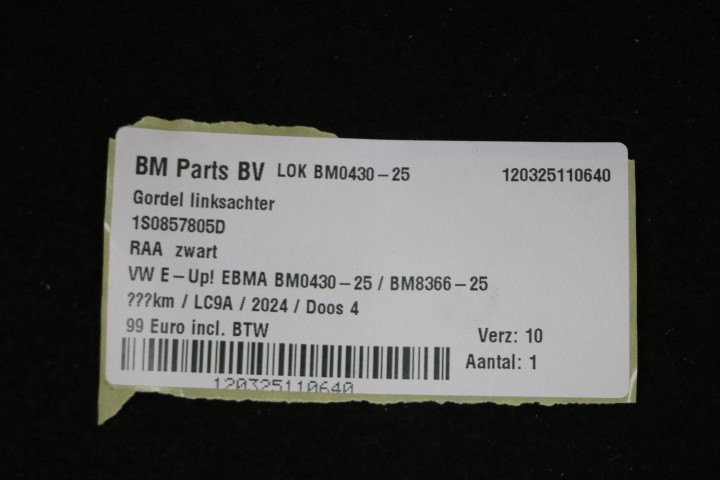 BM Parts BV LOK BM0430-25 120325110640
Gordel linksachter
1S0857805D
RAA zwart
VW E-Up! EBMA BM0430-25 / BM8366-25
???km / LC9A / 2024 / Doos 4
99 Euro incl. BTW Verz: 10
Aantal: 1
120325110640